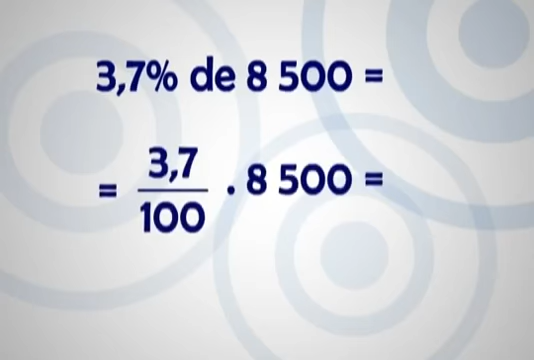 3,7% de 8 500 =
= 3,7/100 . 8 500 =